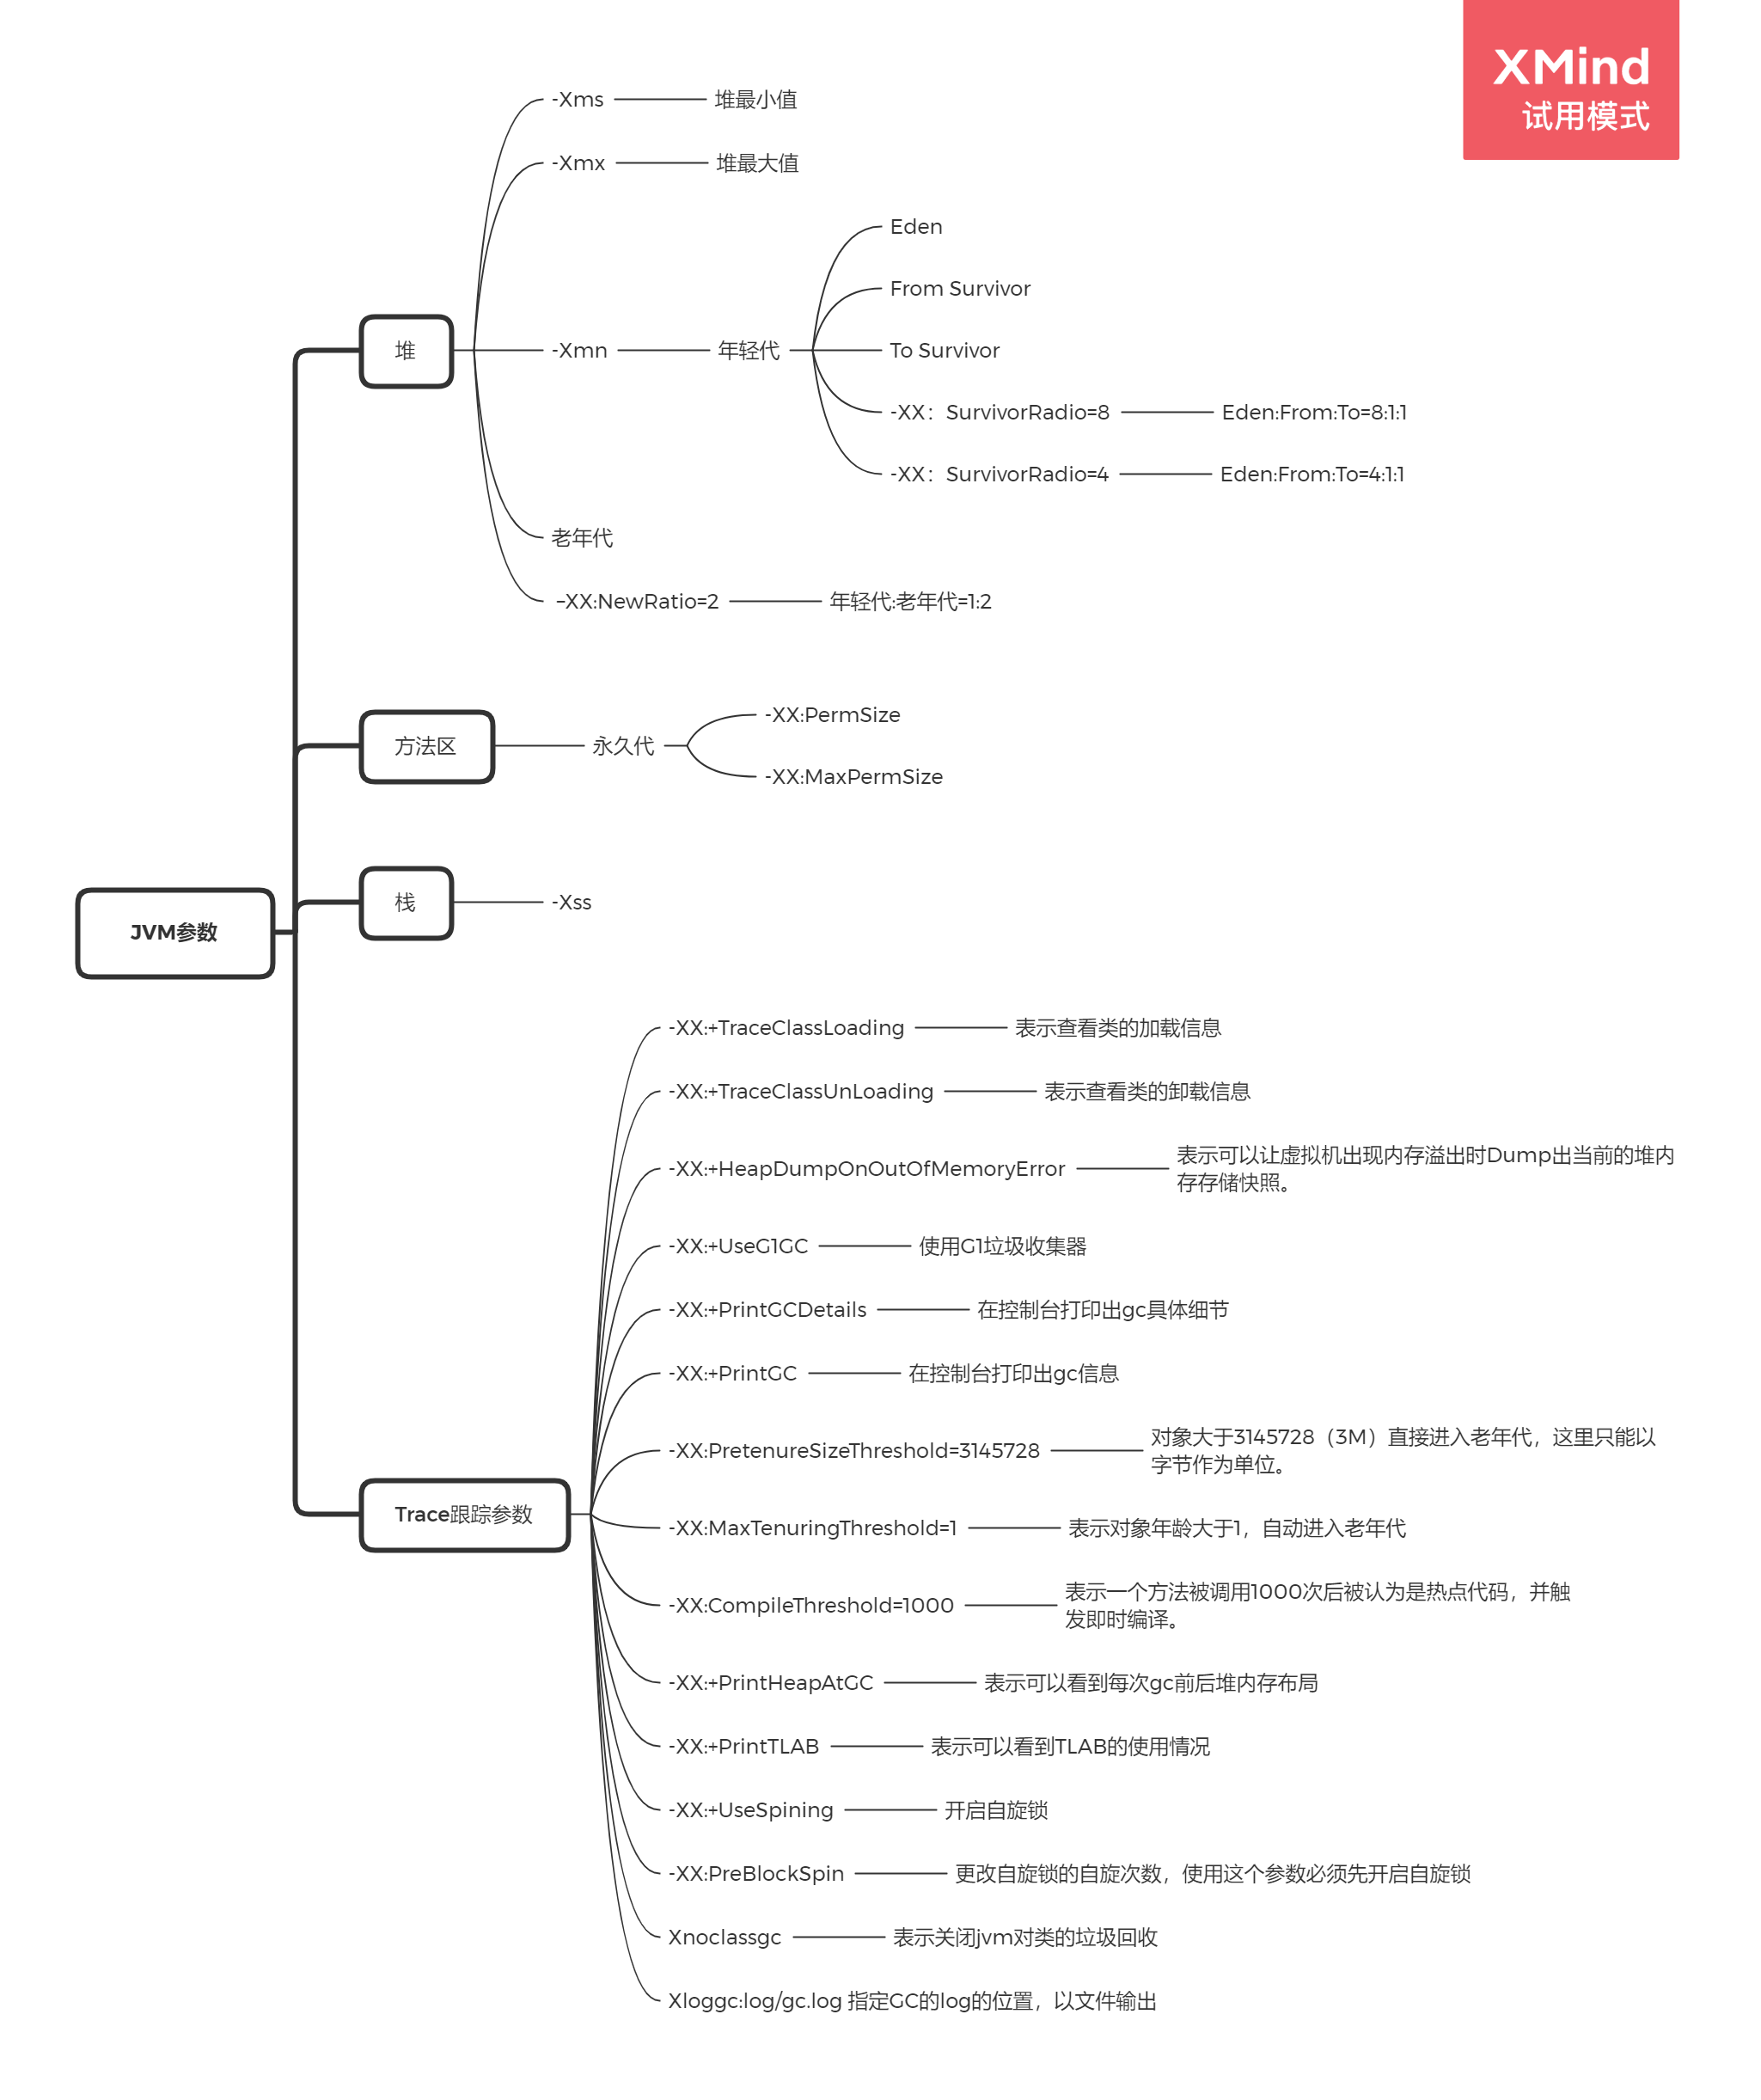 XMind
试用模式
JVM参数
堆
-Xms
堆最小值
-Xmx
堆最大值
-Xmn
年轻代
Eden
From Survivor
To Survivor
-XX：SurvivorRadio=8
Eden:From:To=8:1:1
-XX：SurvivorRadio=4
Eden:From:To=4:1:1
老年代
–XX:NewRatio=2
年轻代:老年代=1:2
方法区
永久代
-XX:PermSize
-XX:MaxPermSize
栈
-Xss
Trace跟踪参数
-XX:+TraceClassLoading
表示查看类的加载信息
-XX:+TraceClassUnLoading
表示查看类的卸载信息
-XX:+HeapDumpOnOutOfMemoryError
表示可以让虚拟机出现内存溢出时Dump出当前的堆内
存存储快照。
-XX:+UseG1GC
使用G1垃圾收集器
-XX:+PrintGCDetails
在控制台打印出gc具体细节
-XX:+PrintGC
在控制台打印出gc信息
-XX:PretenureSizeThreshold=3145728
对象大于3145728（3M）直接进入老年代，这里只能以
字节作为单位。
-XX:MaxTenuringThreshold=1
表示对象年龄大于1，自动进入老年代
-XX:CompileThreshold=1000
表示一个方法被调用1000次后被认为是热点代码，并触
发即时编译。
-XX:+PrintHeapAtGC
表示可以看到每次gc前后堆内存布局
-XX:+PrintTLAB
表示可以看到TLAB的使用情况
-XX:+UseSpining
开启自旋锁
-XX:PreBlockSpin
更改自旋锁的自旋次数，使用这个参数必须先开启自旋锁
Xnoclassgc
表示关闭jvm对类的垃圾回收
Xloggc:log/gc.log 指定GC的log的位置，以文件输出